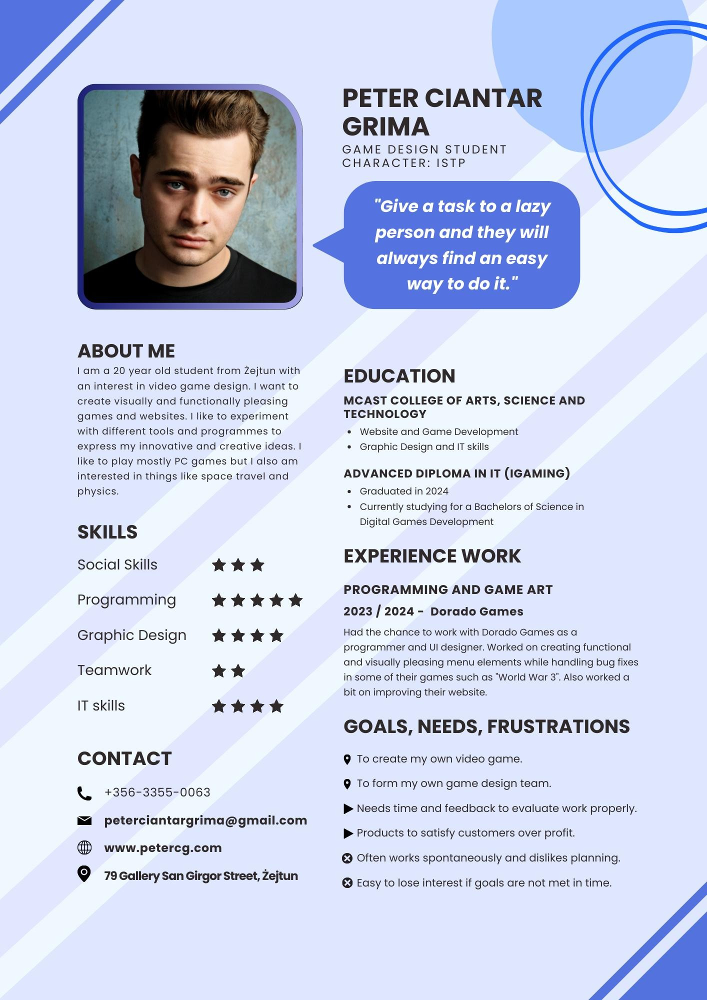 PETER CIANTAR
GRIMA
GAME DESIGN STUDENT
CHARACTER: ISTP
"Give a task to a lazy
person and they will
always find an easy
way to do it."
ABOUT ME
I am a 20 year old student from Żejtun with
an interest in video game design. I want to
create visually and functionally pleasing
games and websites. I like to experiment
with different tools and programmes to
express my innovative and creative ideas. I
like to play mostly PC games but I also am
interested in things like space travel and
physics.
SKILLS
Social Skills
Programming
Graphic Design
Teamwork
IT skills
CONTACT
+356-3355-0063
peterciantargrima@gmail.com
www.petercg.com
79 Gallery San Girgor Street, Żejtun
EDUCATION
MCAST COLLEGE OF ARTS, SCIENCE AND
TECHNOLOGY
• Website and Game Development
• Graphic Design and IT skills
ADVANCED DIPLOMA IN IT (IGAMING)
• Graduated in 2024
• Currently studying for a Bachelors of Science in
Digital Games Development
EXPERIENCE WORK
PROGRAMMING AND GAME ART
2023 / 2024 - Dorado Games
Had the chance to work with Dorado Games as a
programmer and UI designer. Worked on creating functional
and visually pleasing menu elements while handling bug fixes
in some of their games such as "World War 3". Also worked a
bit on improving their website.
GOALS, NEEDS, FRUSTRATIONS
To create my own video game.
To form my own game design team.
Needs time and feedback to evaluate work properly.
Products to satisfy customers over profit.
Often works spontaneously and dislikes planning.
Easy to lose interest if goals are not met in time.